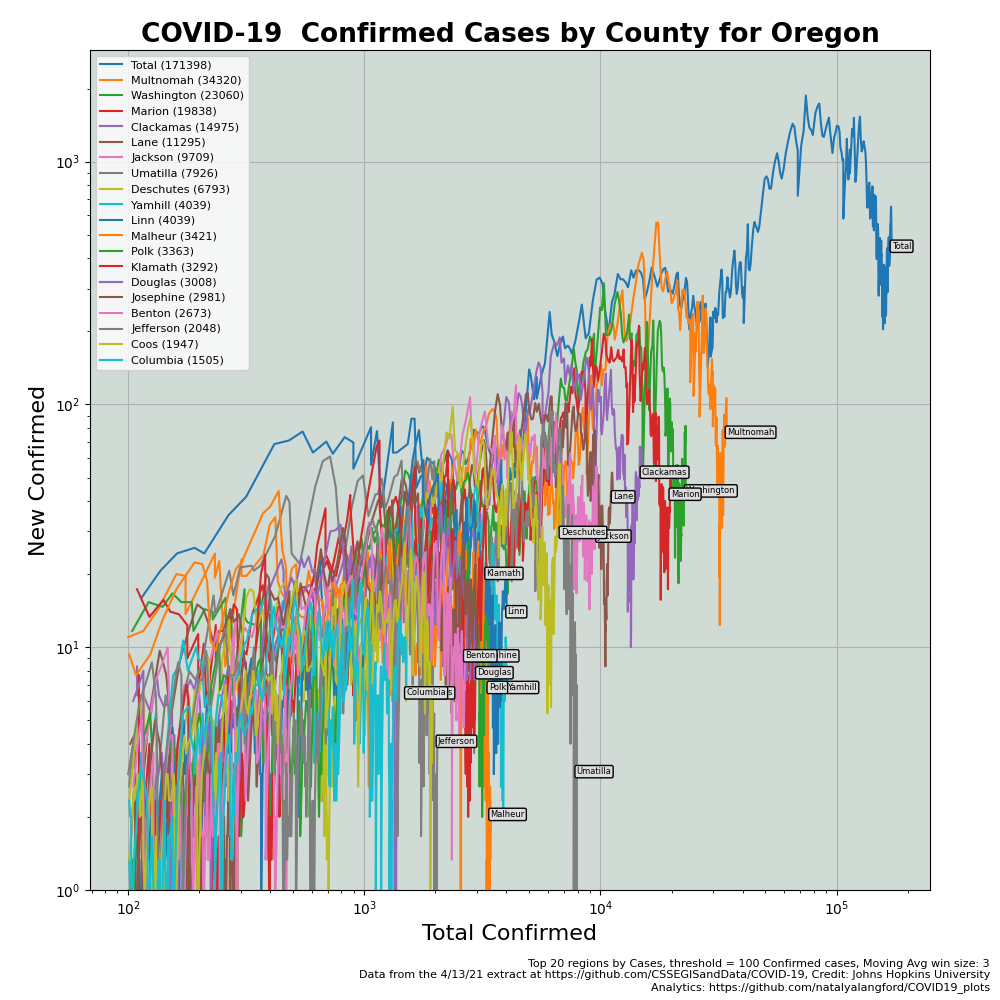 COVID-19  Confirmed Cases by County for Oregon
Total (171398)
Multnomah (34320)
Washington (23060)
Marion (19838)
Clackamas (14975)
Lane (11295)
Jackson (9709)
Umatilla (7926)
Deschutes (6793)
Yamhill (4039)
Linn (4039)
Malheur (3421)
Polk (3363)
Klamath (3292)
Douglas (3008)
Josephine (2981)
Benton (2673)
Jefferson (2048)
Coos (1947)
Columbia (1505)
New Confirmed
10³
10²
10¹
10⁰
Total
Multnomah
Clackamas
Marion
Lane
Deschutes
Klamath
Linn
Benton
Douglas
Polk
Yamhill
Columbia
Jefferson
Umatilla
Malheur
10² 10³ 10⁴ 10⁵
Total Confirmed
Top 20 regions by Cases, threshold = 100 Confirmed cases, Moving Avg win size: 3
Data from the 4/13/21 extract at https://github.com/CSSEGISandData/COVID-19, Credit: Johns Hopkins University
Analytics: https://github.com/natalyalangford/COVID19_plots